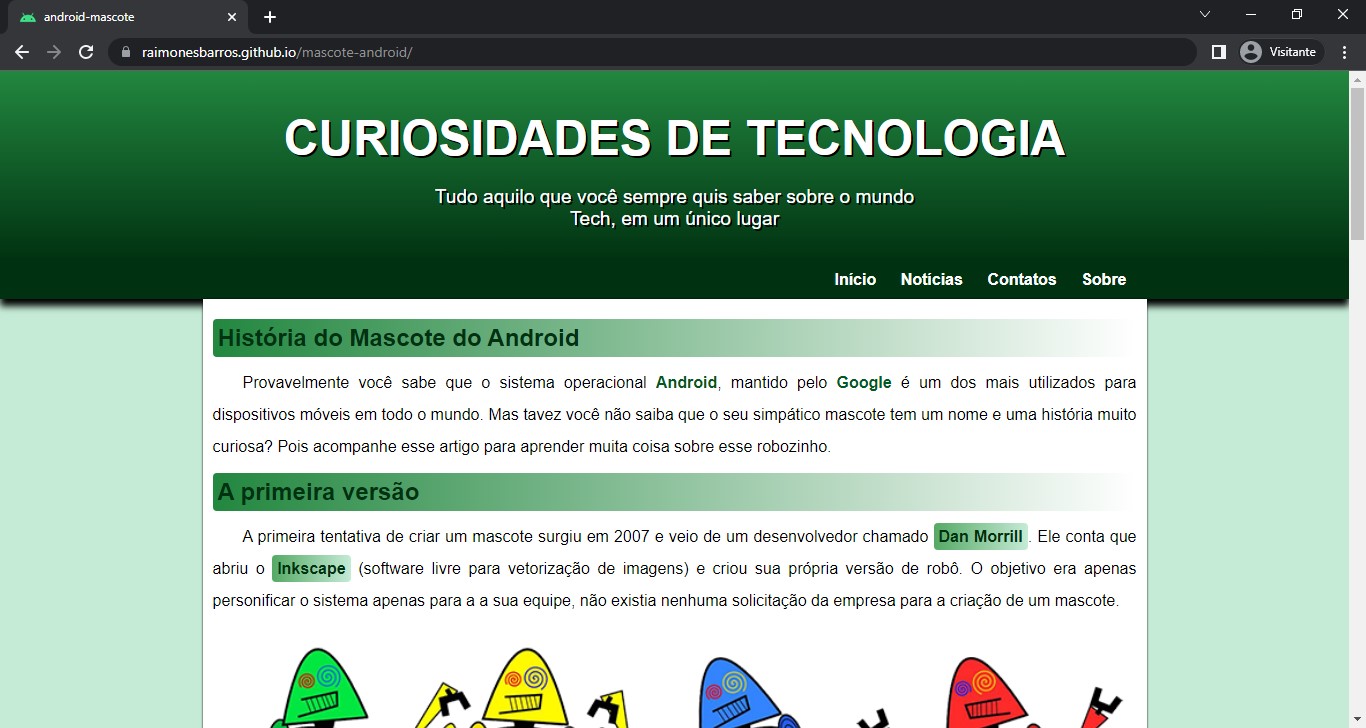 android-mascote
raimonesbarros.github.io/mascote-android/
Visitante
CURIOSIDADES DE TECNOLOGIA
Tudo aquilo que você sempre quis saber sobre o mundo
Tech, em um único lugar
Início Notícias Contatos Sobre
História do Mascote do Android
Provavelmente você sabe que o sistema operacional Android, mantido pelo Google é um dos mais utilizados para
dispositivos móveis em todo o mundo. Mas tavez você não saiba que o seu simpático mascote tem um nome e uma história muito
curiosa? Pois acompanhe esse artigo para aprender muita coisa sobre esse robozinho.
A primeira versão
A primeira tentativa de criar um mascote surgiu em 2007 e veio de um desenvolvedor chamado Dan Morrill. Ele conta que
abriu o Inkscape (software livre para vetorização de imagens) e criou sua própria versão de robô. O objetivo era apenas
personificar o sistema apenas para a a sua equipe, não existia nenhuma solicitação da empresa para a criação de um mascote.